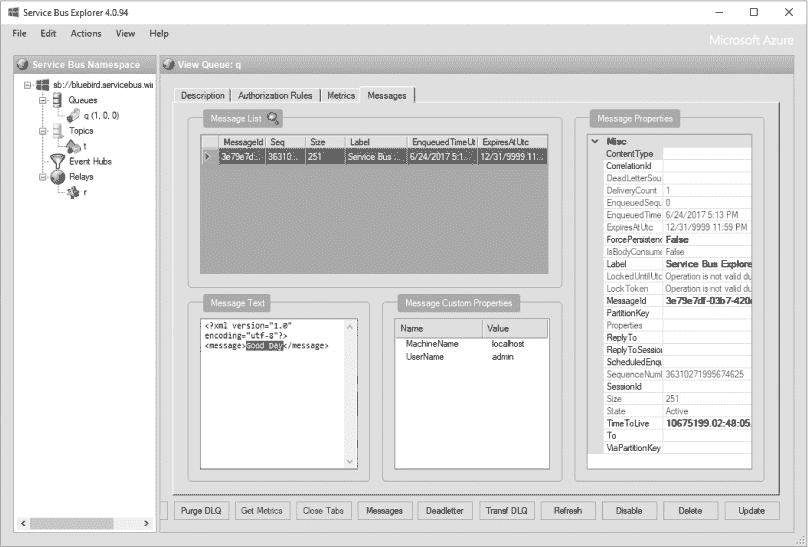 Service Bus Explorer 4.0.94
File Edit Actions View Help
Microsoft Azure
Service Bus Namespace
sb://bluebird.servicebus.wi
Queues
q (1, 0, 0)
Topics
t
Event Hubs
Relays
r
View Queue: q
Description Authorization Rules Metrics Messages
Message List
MessageId Seq Size Label EnqueuedTimeUt ExpiresAtUtc
3e79e7d... 36310... 251 Service Bus ... 6/24/2017 5:1... 12/31/9999 11:...
Message Text
<?xml version="1.0"
encoding="utf-8"?>
<message>Good Day</message>
Message Custom Properties
Name Value
MachineName localhost
UserName admin
Message Properties
Misc
ContentType
CorrelationId
DeadLetterSou
DeliveryCount 1
EnqueuedSequ 0
EnqueuedTime 6/24/2017 5:13 PM
ExpiresAtUtc 12/31/9999 11:59 PM
ForcePersistenc False
IsBodyConsume False
Label Service Bus Explore
LockedUntilUtc Operation is not valid du
LockToken Operation is not valid du
MessageId 3e79e7df-03b7-420
PartitionKey
Properties
ReplyTo
ReplyToSession
ScheduledEnqu
SequenceNuml 36310271995674625
SessionId
Size 251
State Active
TimeToLive 10675199.02:48:05.
To
ViaPartitionKey
Purge DLQ Get Metrics Close Tabs Messages Deadletter Transf DLQ Refresh Disable Delete Update